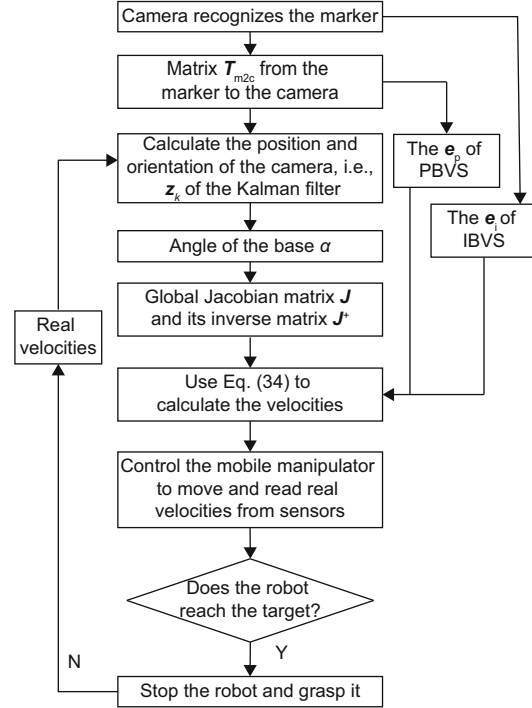 Camera recognizes the marker
Matrix T_m2c from the
marker to the camera
Calculate the position and
orientation of the camera, i.e.,
z_k of the Kalman filter
The e_p of
PBVS
The e_i of
IBVS
Angle of the base α
Global Jacobian matrix J
and its inverse matrix J⁺
Real
velocities
Use Eq. (34) to
calculate the velocities
Control the mobile manipulator
to move and read real
velocities from sensors
Does the robot
reach the target?
N
Y
Stop the robot and grasp it